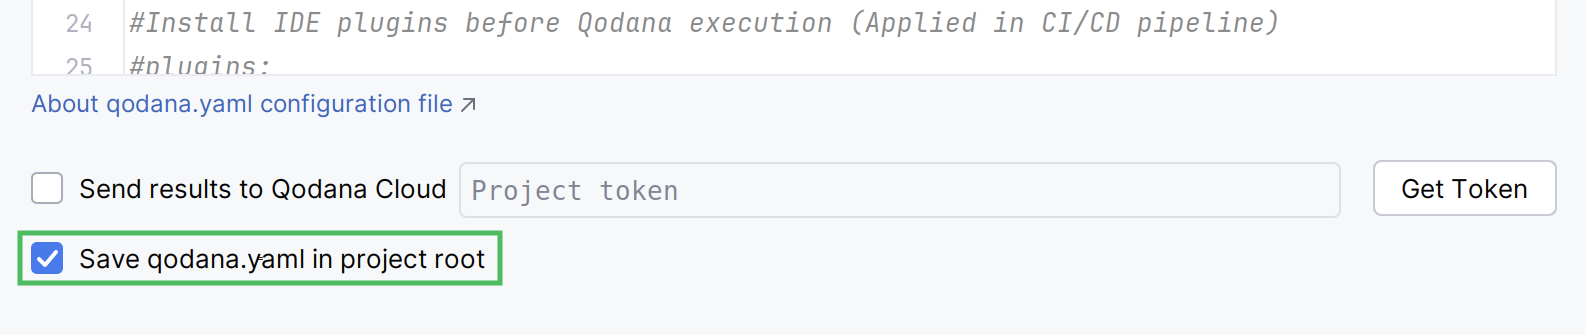 24 #Install IDE plugins before Qodana execution (Applied in CI/CD pipeline)
25 #plugins:
About qodana.yaml configuration file
Send results to Qodana Cloud Project token Get Token
Save qodana.yaml in project root